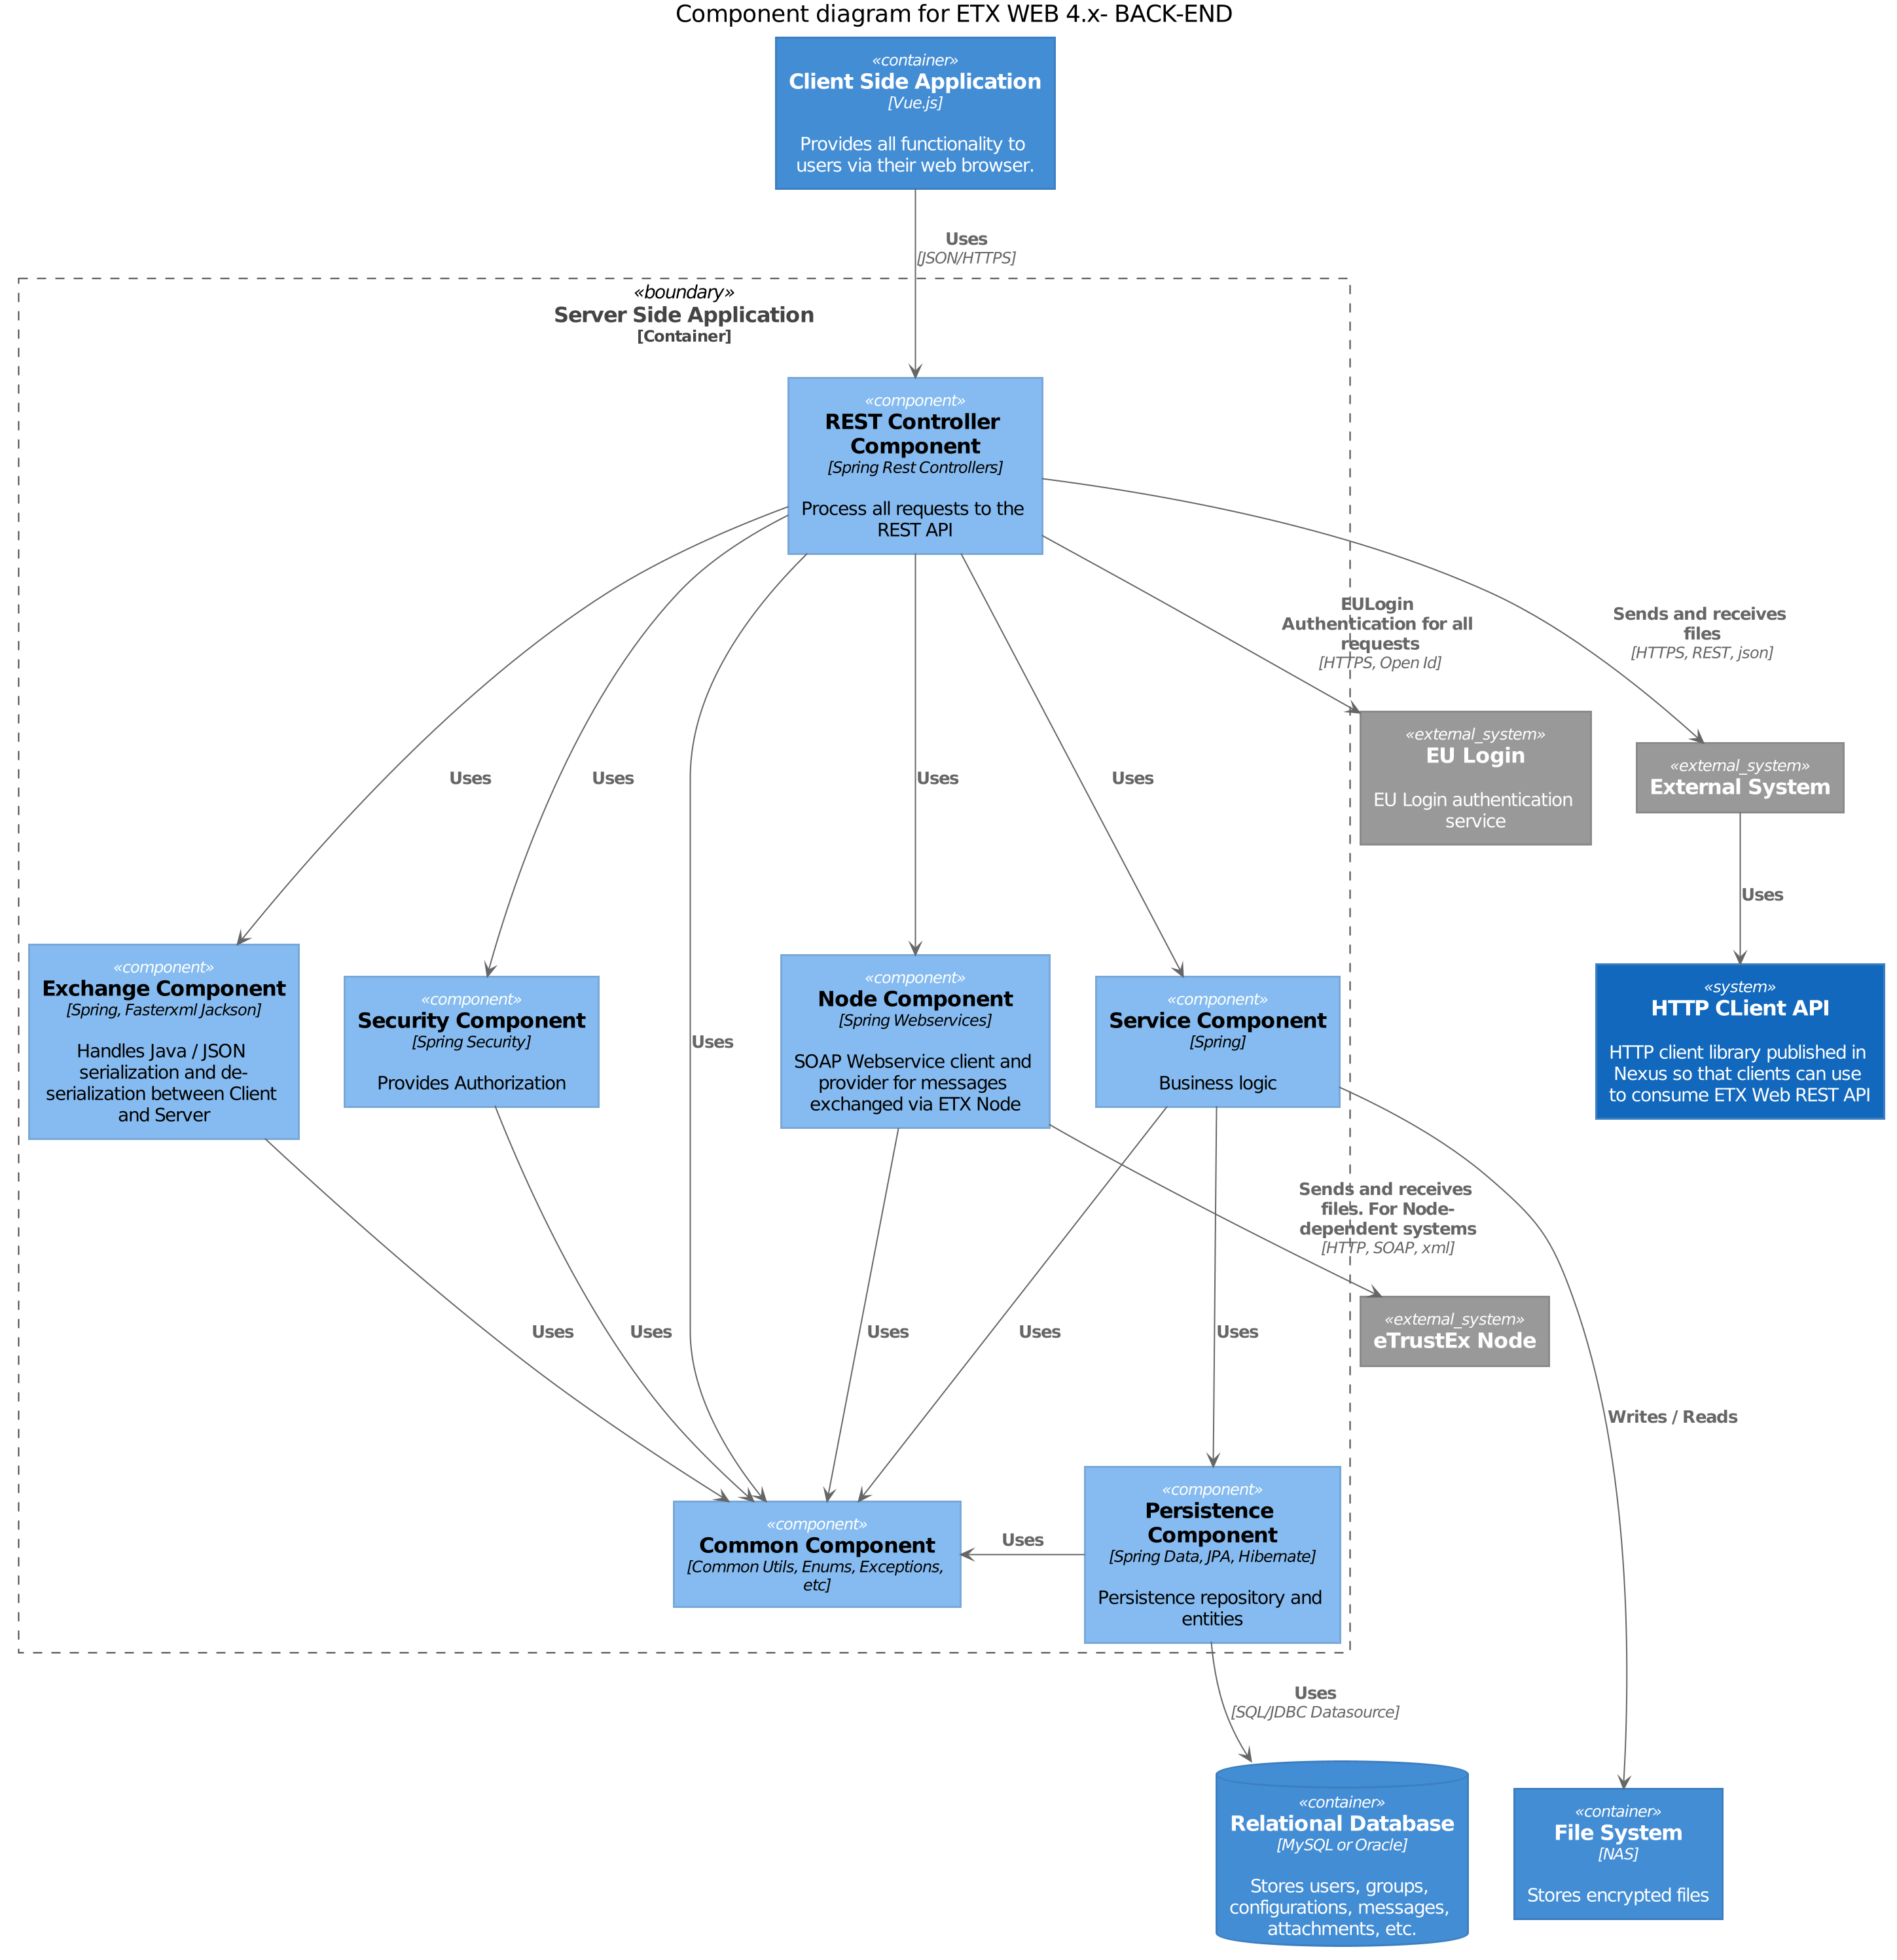 Component diagram for ETX WEB 4.x- BACK-END
«container»
Client Side Application
[Vue.js]
Provides all functionality to
users via their web browser.
Uses
[JSON/HTTPS]
«boundary»
Server Side Application
[Container]
«component»
REST Controller
Component
[Spring Rest Controllers]
Process all requests to the
REST API
EULogin
Authentication for all
requests
[HTTPS, Open Id]
Sends and receives
files
[HTTPS, REST, json]
«external_system»
EU Login
EU Login authentication
service
«external_system»
External System
Uses
Uses
Uses
Uses
Uses
Uses
«component»
Exchange Component
[Spring, Fasterxml Jackson]
Handles Java / JSON
serialization and de-
serialization between Client
and Server
«component»
Security Component
[Spring Security]
Provides Authorization
«component»
Node Component
[Spring Webservices]
SOAP Webservice client and
provider for messages
exchanged via ETX Node
«component»
Service Component
[Spring]
Business logic
«system»
HTTP CLient API
HTTP client library published in
Nexus so that clients can use
to consume ETX Web REST API
Sends and receives
files. For Node-
dependent systems
[HTTP, SOAP, xml]
«external_system»
eTrustEx Node
Uses
Uses
Uses
Uses
Uses
Writes / Reads
«component»
Common Component
[Common Utils, Enums, Exceptions,
etc]
Uses
«component»
Persistence
Component
[Spring Data, JPA, Hibernate]
Persistence repository and
entities
Uses
[SQL/JDBC Datasource]
«container»
Relational Database
[MySQL or Oracle]
Stores users, groups,
configurations, messages,
attachments, etc.
«container»
File System
[NAS]
Stores encrypted files